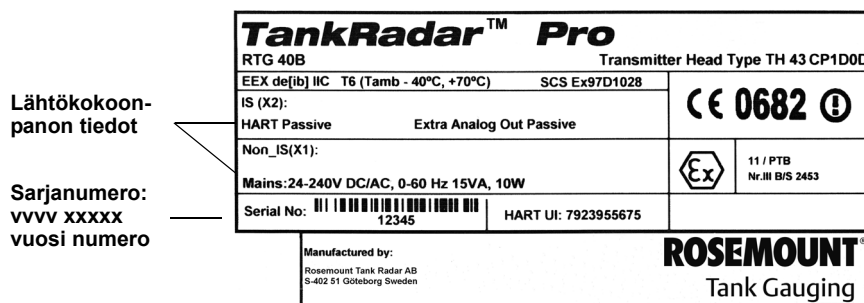 TankRadar™ Pro
RTG 40B Transmitter Head Type TH 43 CP1D0D
EEX de[ib] IIC T6 (Tamb - 40ºC, +70ºC) SCS Ex97D1028
IS (X2):
HART Passive Extra Analog Out Passive
CE 0682
Non_IS(X1):
Mains:24-240V DC/AC, 0-60 Hz 15VA, 10W
Ex
11 / PTB
Nr.III B/S 2453
Serial No:
12345
HART UI: 7923955675
Manufactured by:
Rosemount Tank Radar AB
S-402 51 Göteborg Sweden
ROSEMOUNT®
Tank Gauging
Lähtökokoon-
panon tiedot
Sarjanumero:
vvvv xxxxx
vuosi numero